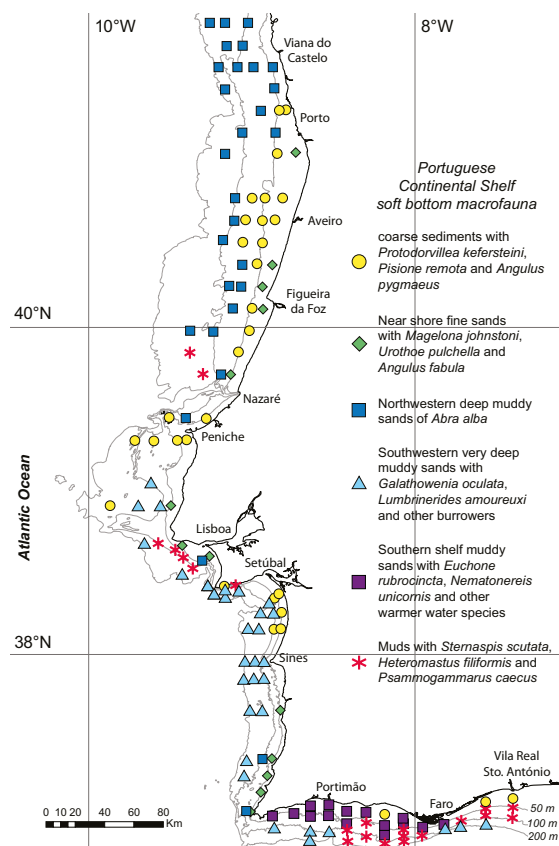 10°W
8°W
Viana do
Castelo
Porto
Portuguese
Continental Shelf
soft bottom macrofauna
Aveiro
coarse sediments with
Protodorvillea kefersteini,
Pisione remota and Angulus
pygmaeus
40°N
Figueira
da Foz
Near shore fine sands
with Magelona johnstoni,
Urothoe pulchella and
Angulus fabula
Nazaré
Northwestern deep muddy
sands of Abra alba
Peniche
Atlantic Ocean
Southwestern very deep
muddy sands with
Galathowenia oculata,
Lumbrinerides amoureuxi
and other burrowers
Lisboa
Setúbal
Southern shelf muddy
sands with Euchone
rubrocincta, Nematonereis
unicornis and other
warmer water species
38°N
Sines
Muds with Sternaspis scutata,
Heteromastus filiformis and
Psammogammarus caecus
Vila Real
Sto. António
Portimão
Faro
50 m
100 m
200 m
0 10 20 40 60 80
Km